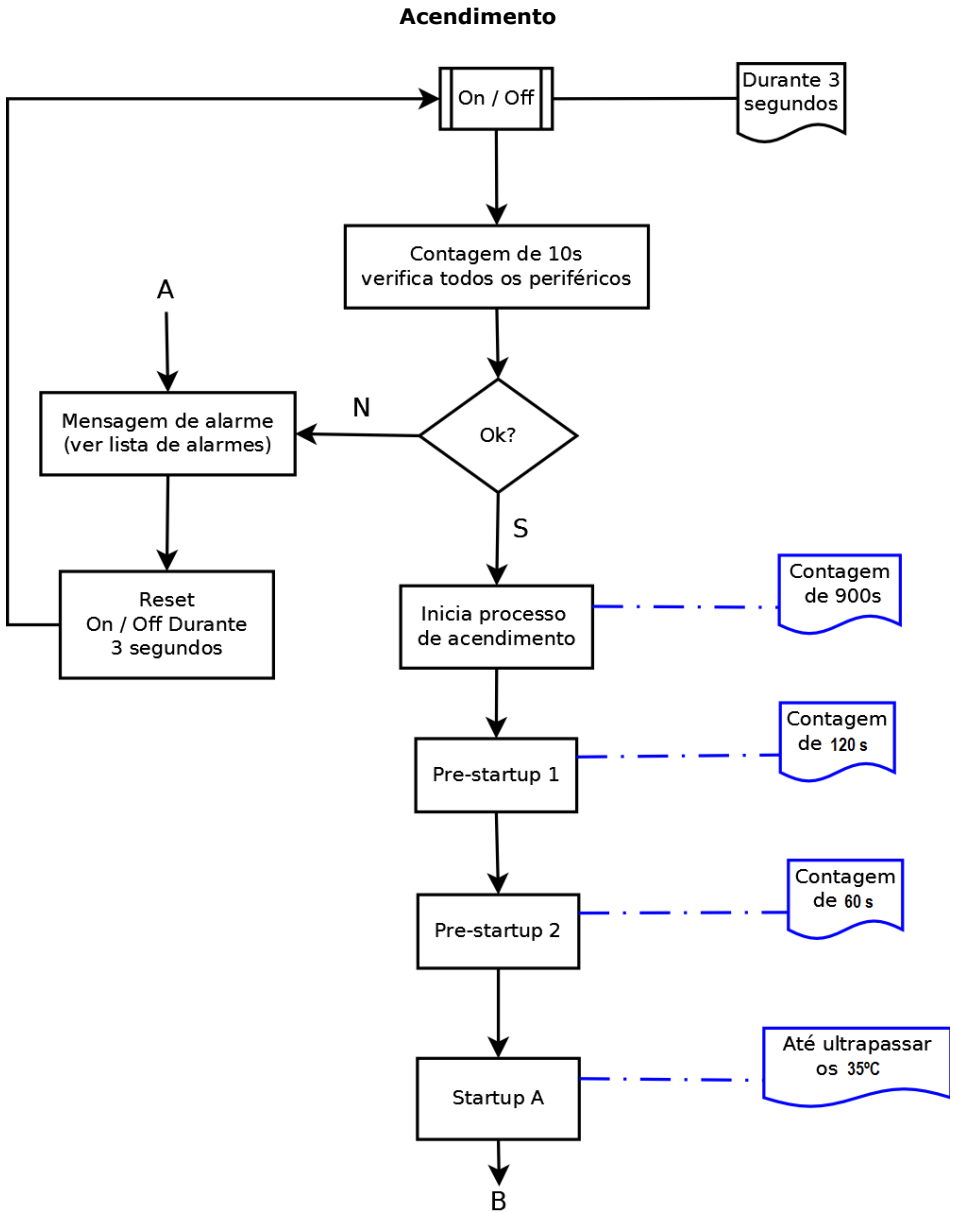 Acendimento
On / Off
Durante 3
segundos
Contagem de 10s
verifica todos os periféricos
A
Mensagem de alarme
(ver lista de alarmes)
N
Ok?
S
Reset
On / Off Durante
3 segundos
Inicia processo
de acendimento
Contagem
de 900s
Pre-startup 1
Contagem
de 120 s
Pre-startup 2
Contagem
de 60 s
Startup A
Até ultrapassar
os 35ºC
B